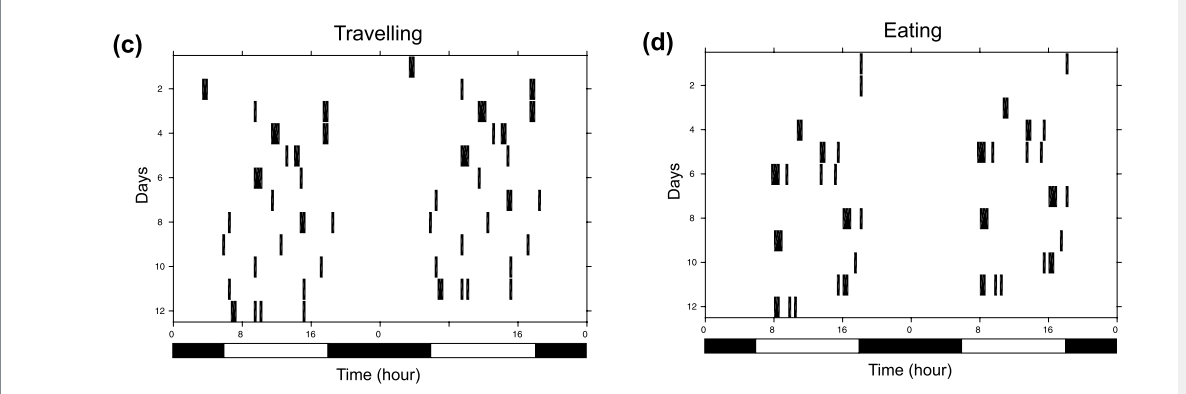 (c)
Travelling
Days
2
4
6
8
10
12
0 8 16 0 16 0
Time (hour)
(d)
Eating
Days
2
4
6
8
10
12
0 8 16 0 8 16 0
Time (hour)